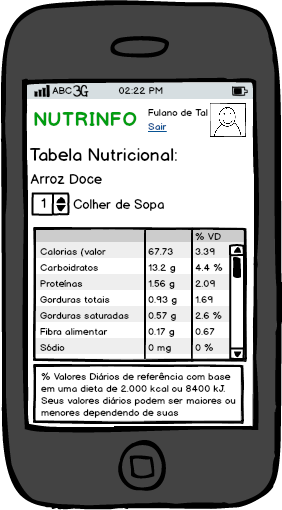 ABC 3G 02:22 PM
NUTRINFO
Fulano de Tal
Sair
Tabela Nutricional:
Arroz Doce
1 Colher de Sopa
% VD
Calorias (valor 67.73 3.39
Carboidratos 13.2 g 4.4 %
Proteínas 1.56 g 2.09
Gorduras totais 0.93 g 1.69
Gorduras saturadas 0.57 g 2.6 %
Fibra alimentar 0.17 g 0.67
Sódio 0 mg 0 %
% Valores Diários de referência com base
em uma dieta de 2.000 kcal ou 8400 kJ.
Seus valores diários podem ser maiores ou
menores dependendo de suas